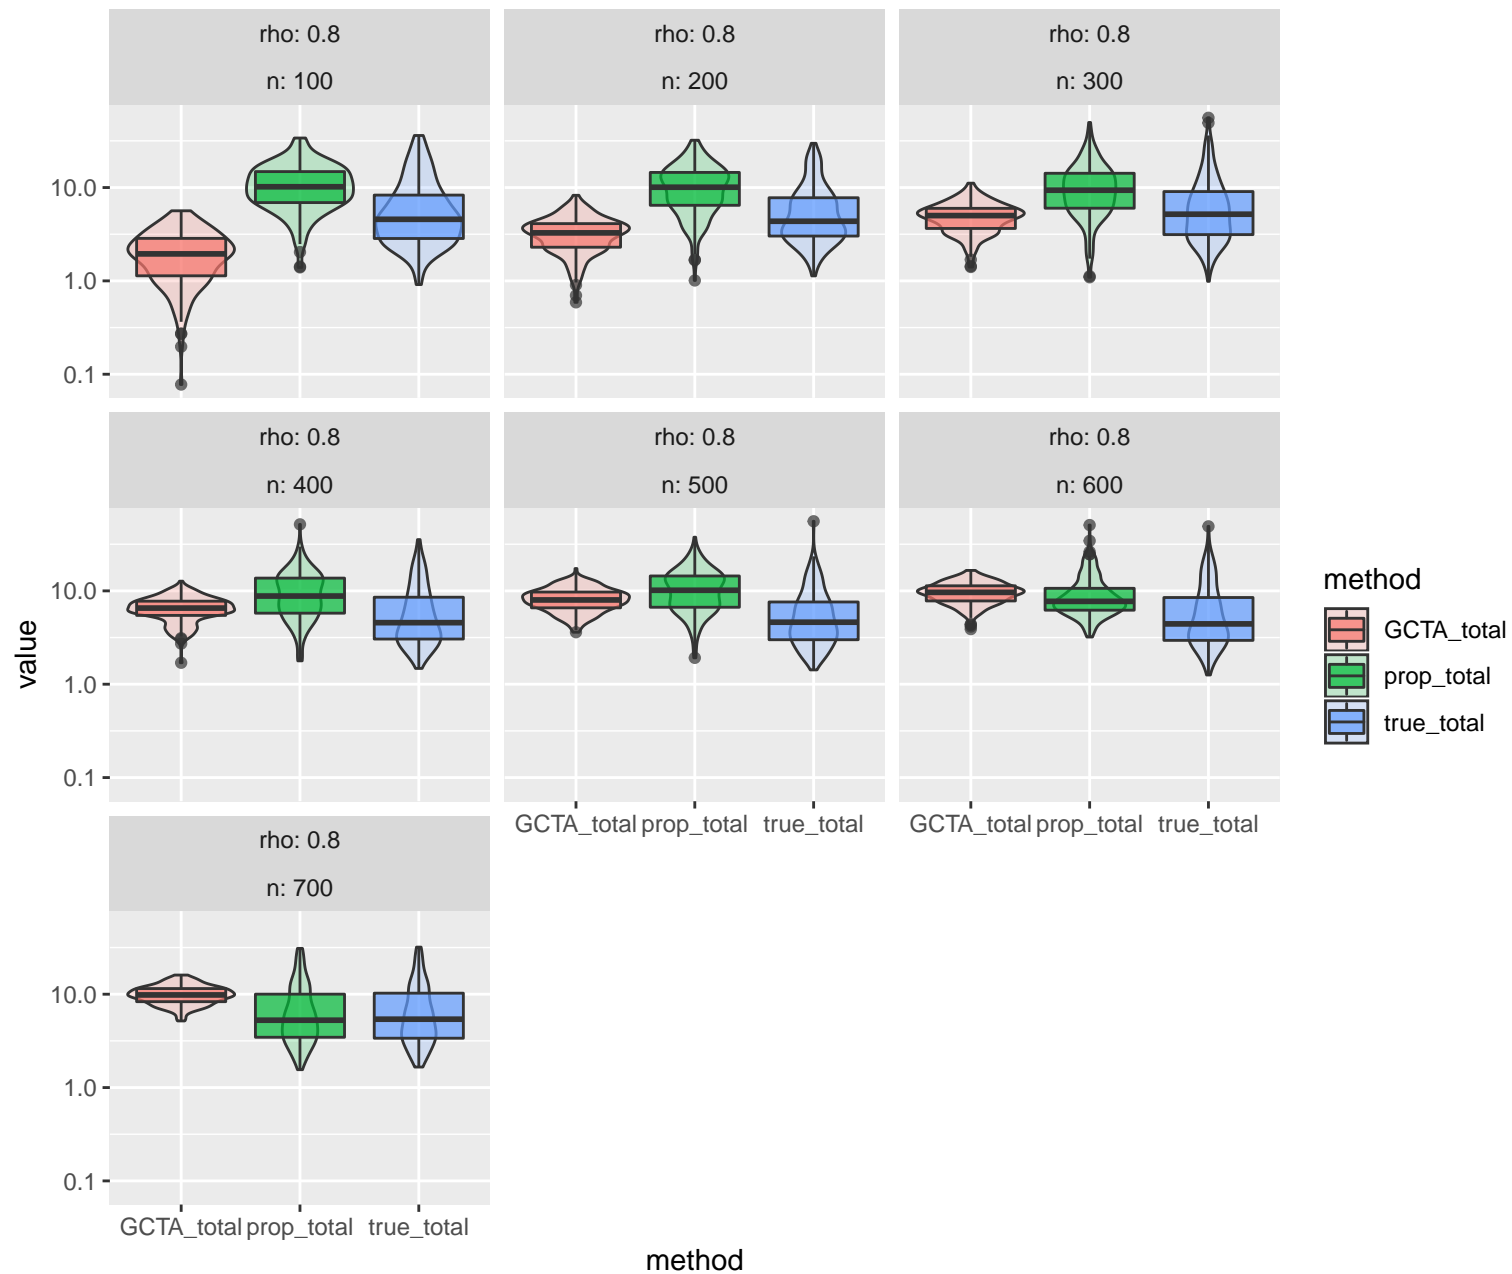 rho: 0.8
n: 100
rho: 0.8
n: 200
rho: 0.8
n: 300
10.0
1.0
0.1
rho: 0.8
n: 400
rho: 0.8
n: 500
rho: 0.8
n: 600
10.0
1.0
0.1
GCTA_total prop_total true_total
GCTA_total prop_total true_total
rho: 0.8
n: 700
10.0
1.0
0.1
GCTA_total prop_total true_total
value
method
method
GCTA_total
prop_total
true_total